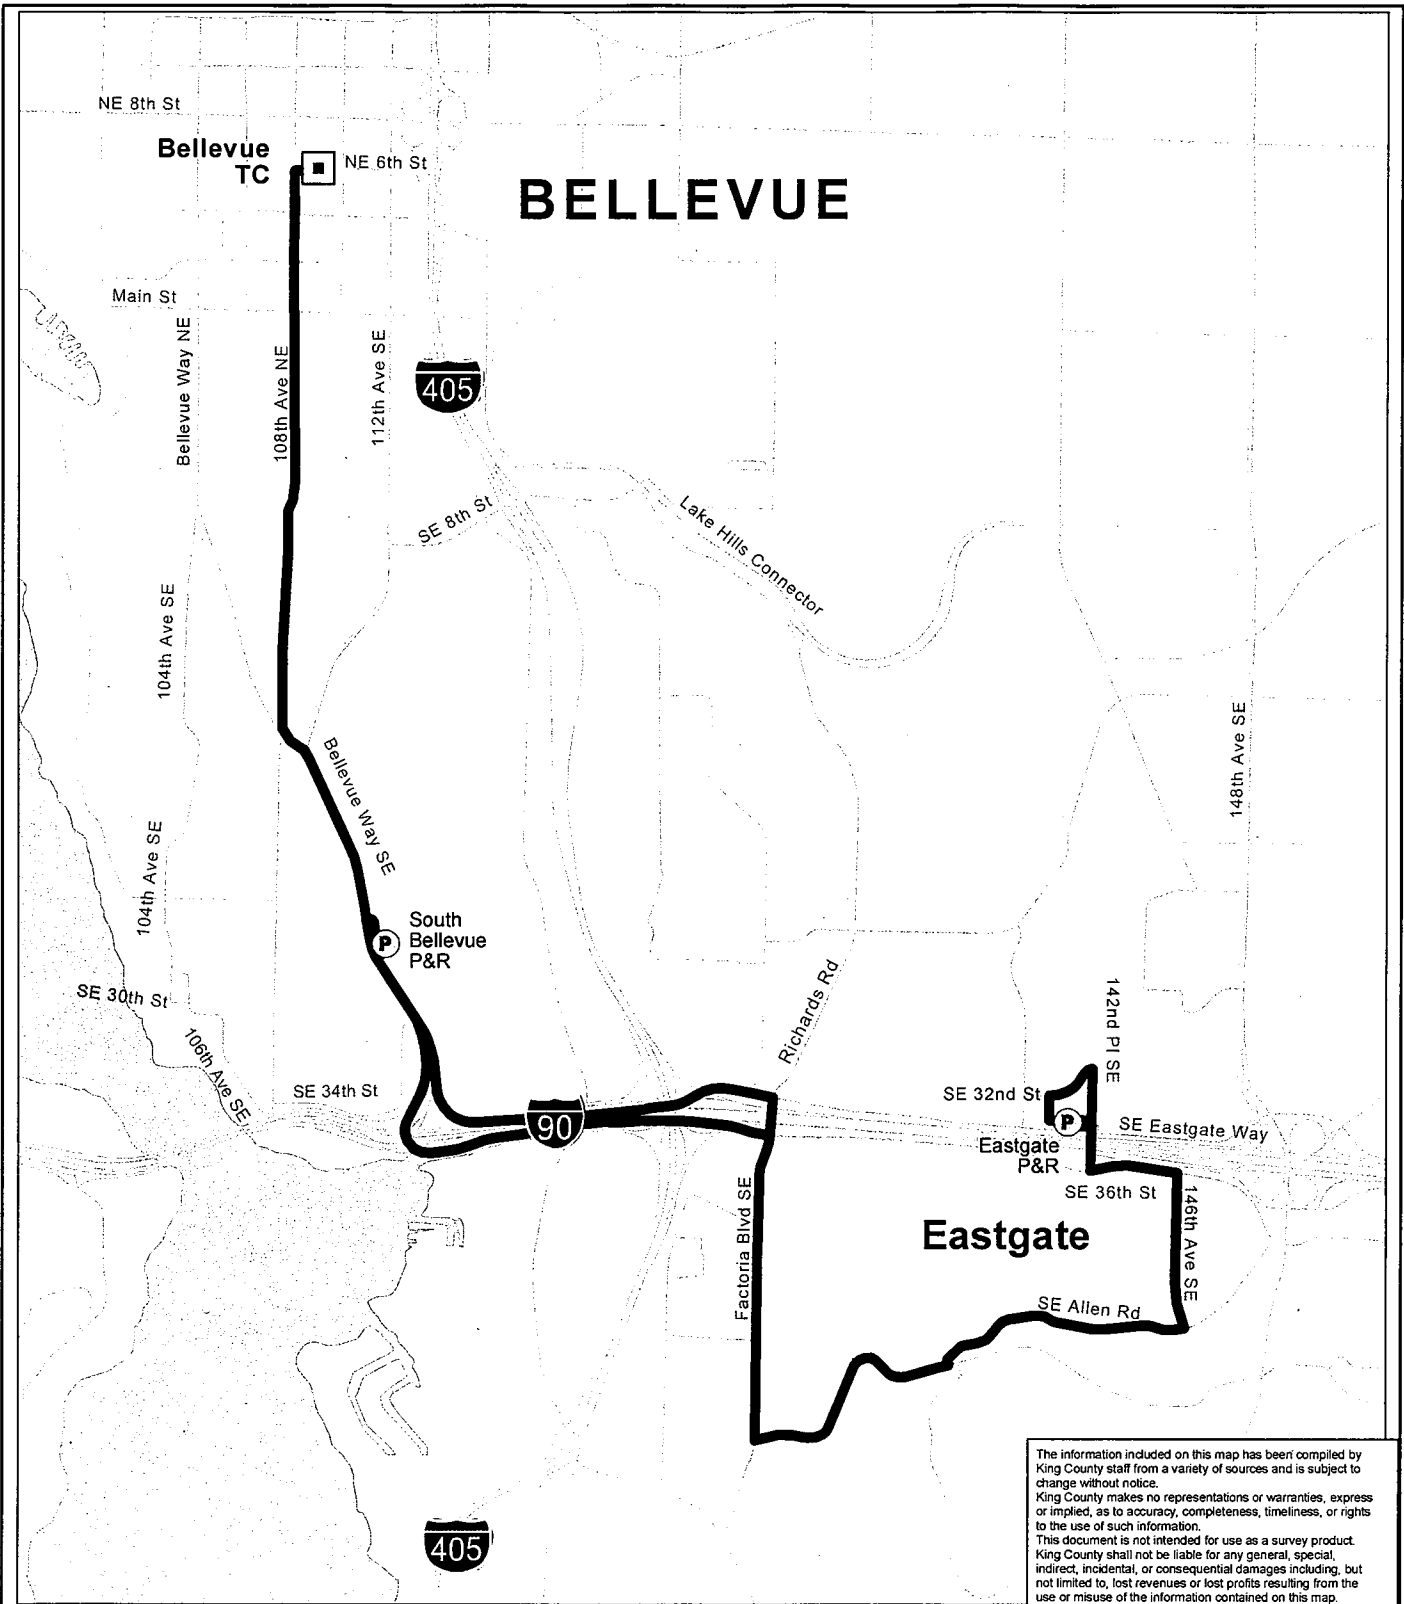 NE 8th St
Bellevue
TC
NE 6th St
BELLEVUE
Main St
Bellevue Way NE
108th Ave NE
112th Ave SE
405
SE 8th St
Lake Hills Connector
104th Ave SE
148th Ave SE
Bellevue Way SE
104th Ave SE
P
South
Bellevue
P&R
SE 30th St
Richards Rd
142nd Pl SE
106th Ave SE
SE 34th St
90
SE 32nd St
P
SE Eastgate Way
Eastgate
P&R
SE 36th St
Factoria Blvd SE
146th Ave SE
Eastgate
SE Allen Rd
405
The information included on this map has been compiled by
King County staff from a variety of sources and is subject to
change without notice.
King County makes no representations or warranties, express
or implied, as to accuracy, completeness, timeliness, or rights
to the use of such information.
This document is not intended for use as a survey product.
King County shall not be liable for any general, special,
indirect, incidental, or consequential damages including, but
not limited to, lost revenues or lost profits resulting from the
use or misuse of the information contained on this map.